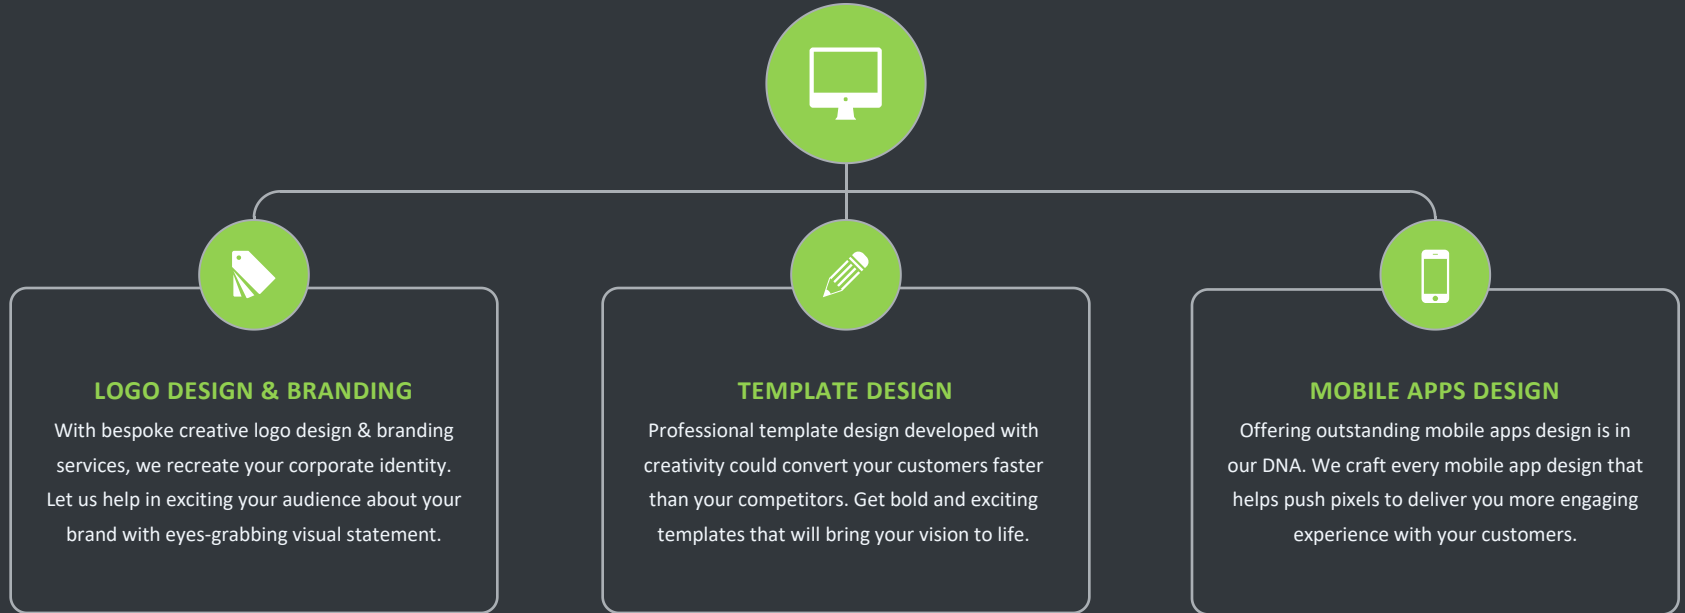 LOGO DESIGN & BRANDING
With bespoke creative logo design & branding
services, we recreate your corporate identity.
Let us help in exciting your audience about your
brand with eyes-grabbing visual statement.
TEMPLATE DESIGN
Professional template design developed with
creativity could convert your customers faster
than your competitors. Get bold and exciting
templates that will bring your vision to life.
MOBILE APPS DESIGN
Offering outstanding mobile apps design is in
our DNA. We craft every mobile app design that
helps push pixels to deliver you more engaging
experience with your customers.